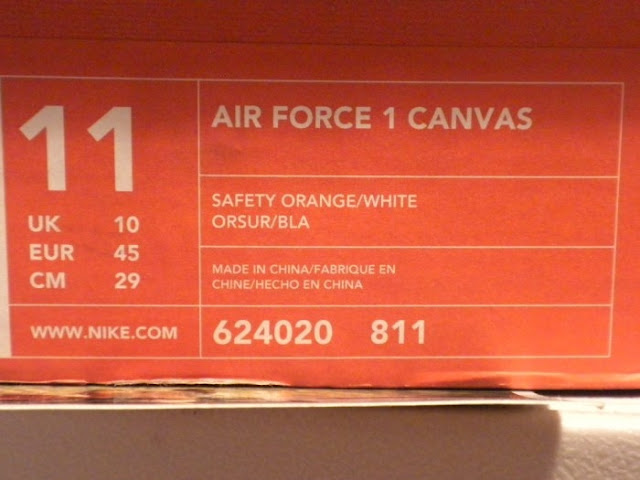 11
UK 10
EUR 45
CM 29
WWW.NIKE.COM
AIR FORCE 1 CANVAS
SAFETY ORANGE/WHITE
ORSUR/BLA
MADE IN CHINA/FABRIQUE EN
CHINE/HECHO EN CHINA
624020 811